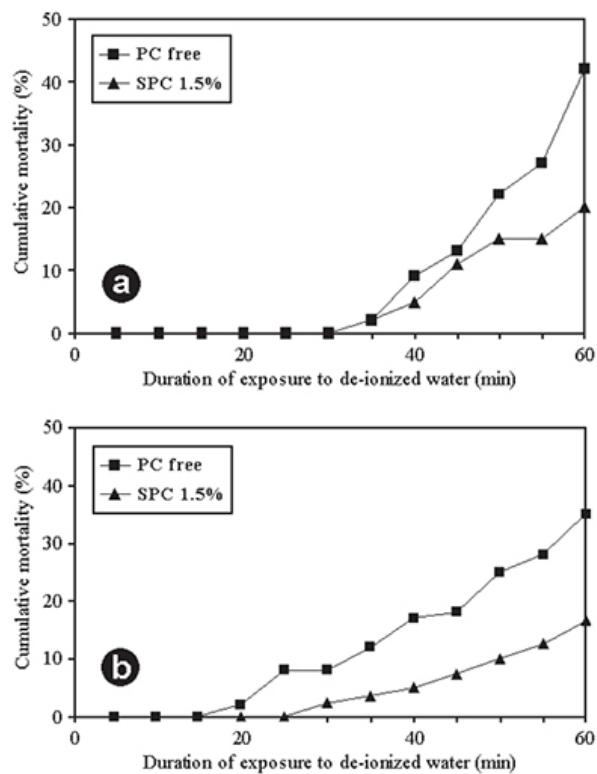 50
40
30
20
10
0
Cumulative mortality (%)
PC free
SPC 1.5%
a
0 20 40 60
Duration of exposure to de-ionized water (min)
50
40
30
20
10
0
Cumulative mortality (%)
PC free
SPC 1.5%
b
0 20 40 60
Duration of exposure to de-ionized water (min)